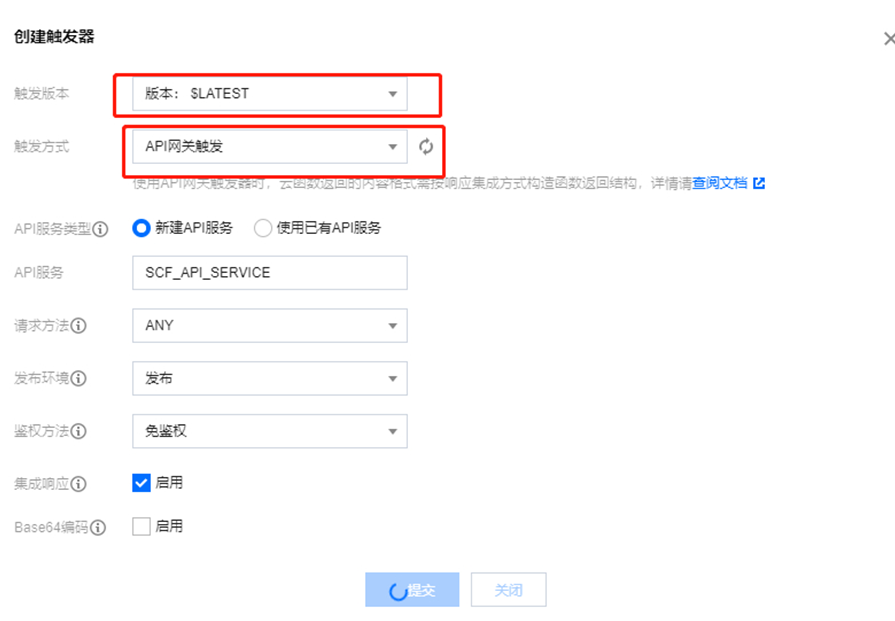 创建触发器
触发版本 版本： $LATEST
触发方式 API网关触发
使用API网关触发器时，云函数返回的内容格式需按响应集成方式构造函数返回结构，详情请查阅文档
API服务类型 新建API服务 使用已有API服务
API服务 SCF_API_SERVICE
请求方法 ANY
发布环境 发布
鉴权方法 免鉴权
集成响应 启用
Base64编码 启用
提交 关闭